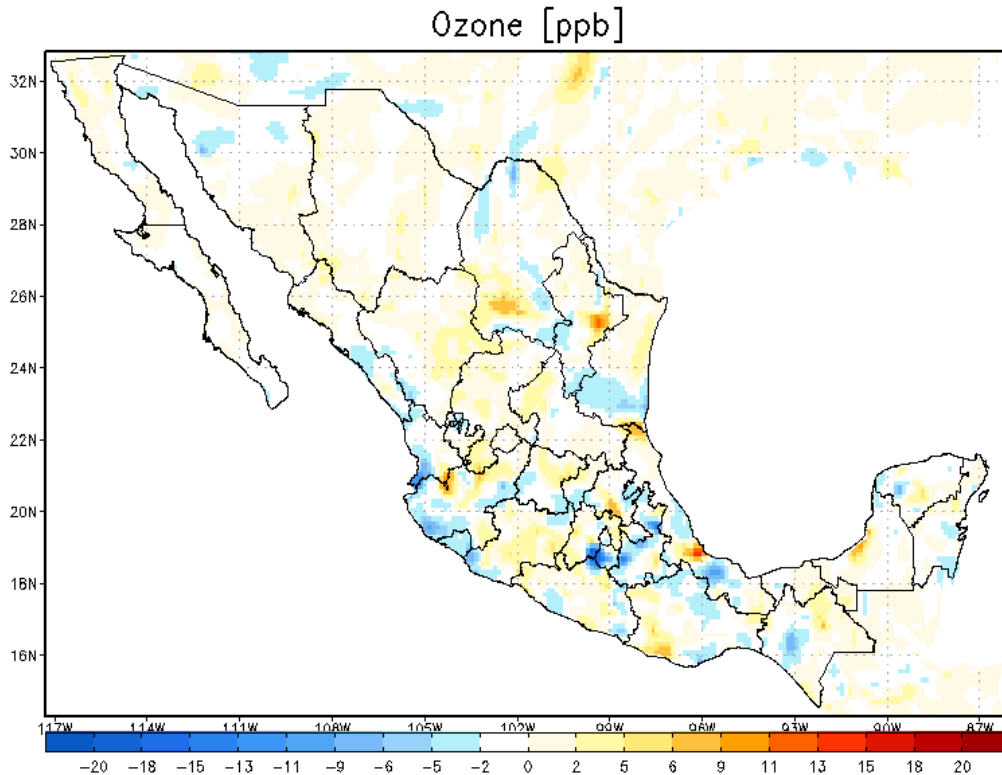 Ozone [ppb]
32N
30N
28N
26N
24N
22N
20N
18N
16N
117W 114W 111W 108W 105W 102W 99W 96W 93W 90W 87W
−20 −18 −15 −13 −11 −9 −6 −5 −2 0 2 5 6 9 11 13 15 18 20